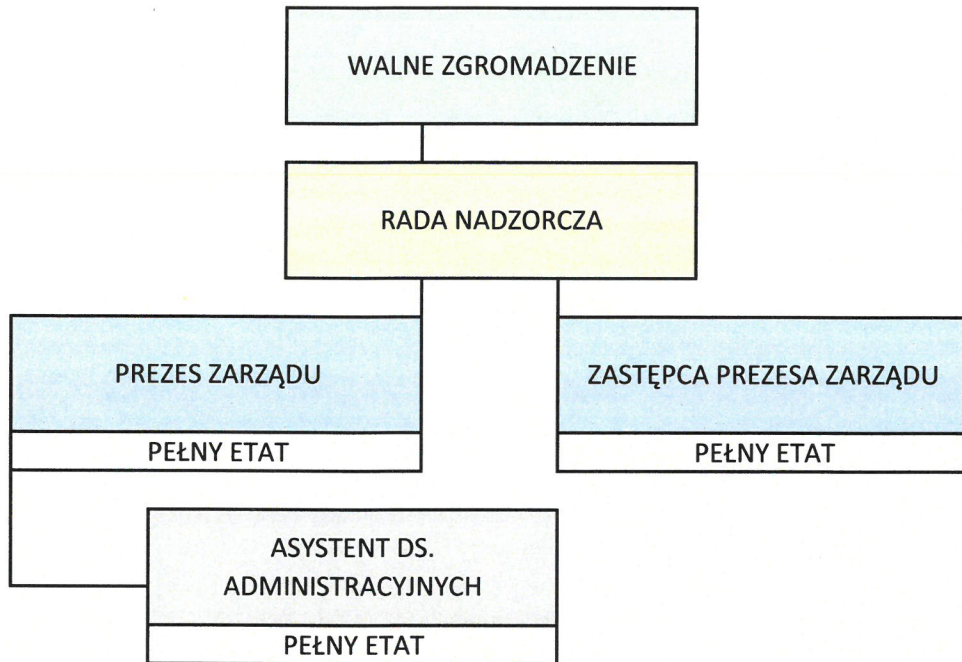 WALNE ZGROMADZENIE
RADA NADZORCZA
PREZES ZARZĄDU
PEŁNY ETAT
ZASTĘPCA PREZESA ZARZĄDU
PEŁNY ETAT
ASYSTENT DS.
ADMINISTRACYJNYCH
PEŁNY ETAT